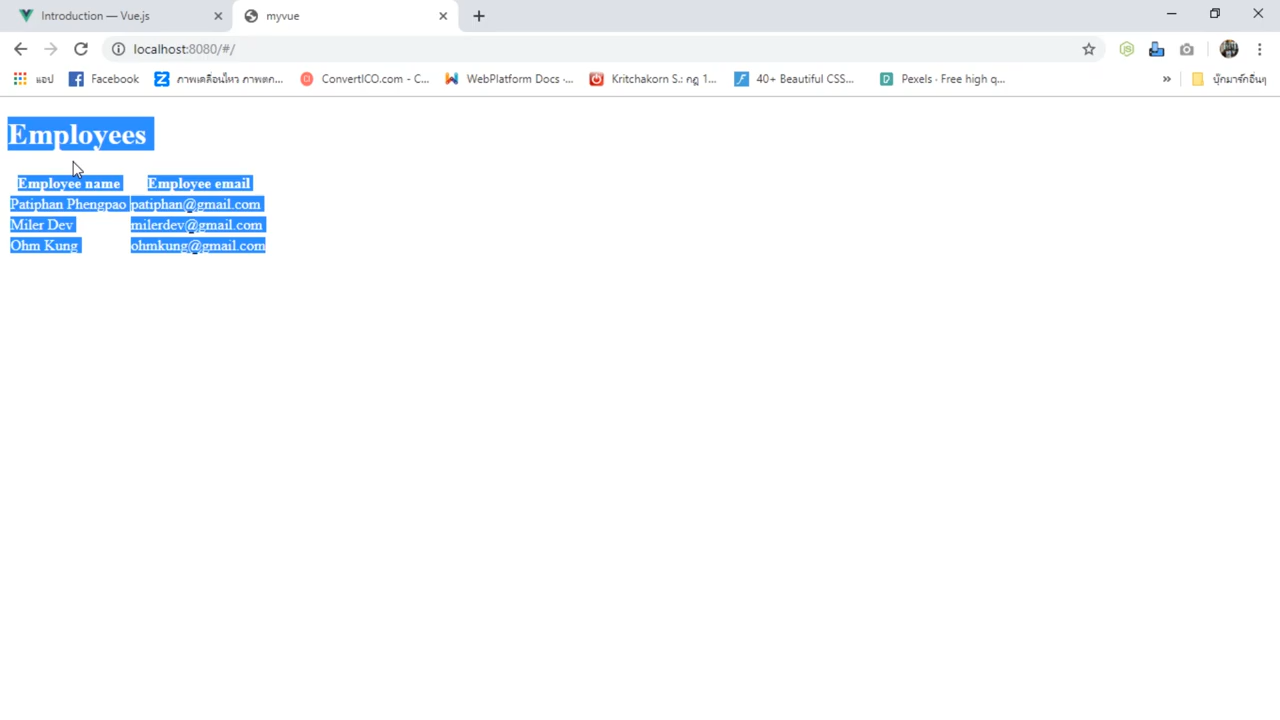 Introduction — Vue.js
myvue
localhost:8080/#/
แอป Facebook ภาพเคลื่อนไหว ภาพตก... ConvertICO.com - C... WebPlatform Docs ·... Kritchakorn S.: กฎ 1... 40+ Beautiful CSS... Pexels · Free high q... » บุ๊กมาร์กอื่นๆ
Employees
Employee name Employee email
Patiphan Phengpao patiphan@gmail.com
Miler Dev milerdev@gmail.com
Ohm Kung ohmkung@gmail.com